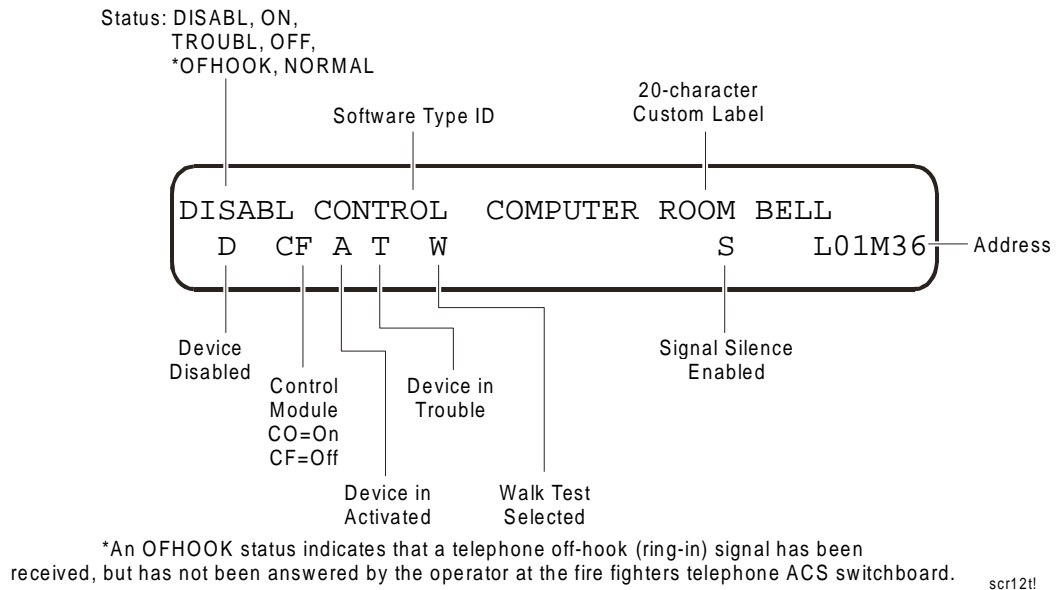 Status: DISABL, ON,
TROUBL, OFF,
*OFHOOK, NORMAL
Software Type ID
20-character
Custom Label
DISABL CONTROL COMPUTER ROOM BELL
D CF A T W S L01M36
Address
Device
Disabled
Control
Module
CO=On
CF=Off
Device in
Activated
Device in
Trouble
Walk Test
Selected
Signal Silence
Enabled
*An OFHOOK status indicates that a telephone off-hook (ring-in) signal has been
received, but has not been answered by the operator at the fire fighters telephone ACS switchboard.
scr12t!